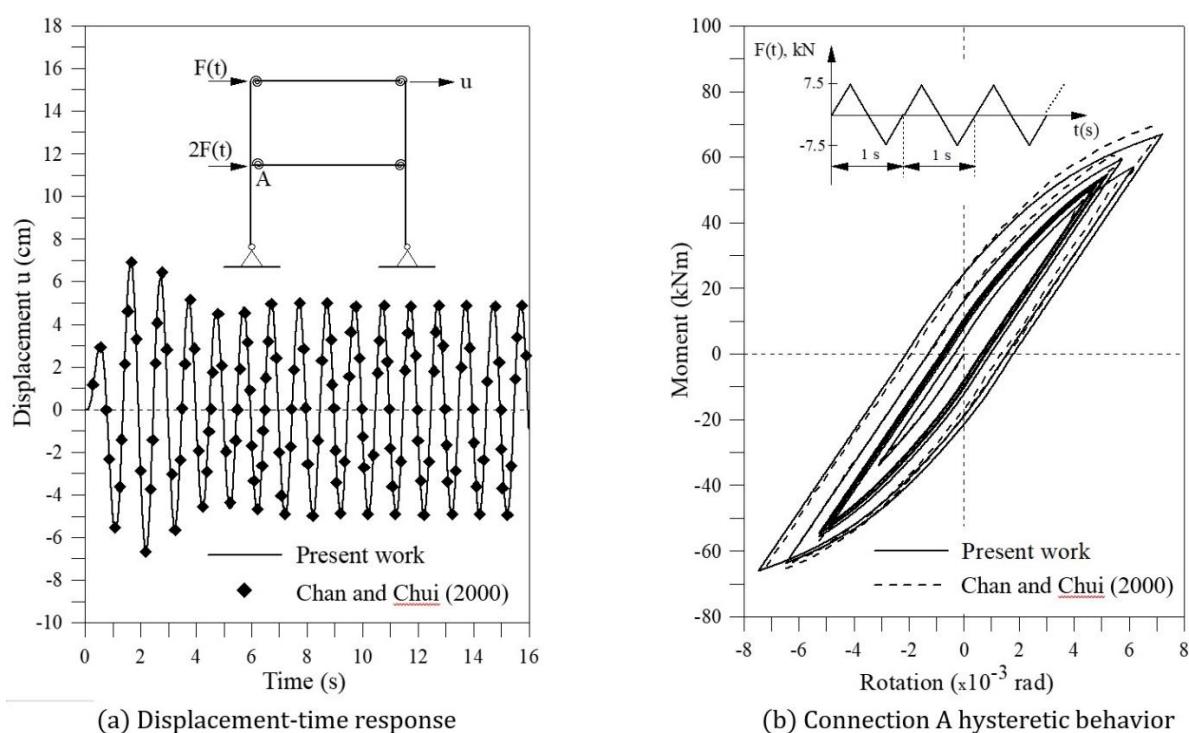 18
16
14
12
10
8
6
4
2
0
-2
-4
-6
-8
-10
Displacement u (cm)
F(t)
u
2F(t)
A
Present work
Chan and Chui (2000)
0 2 4 6 8 10 12 14 16
Time (s)
(a) Displacement-time response
100
80
60
40
20
0
-20
-40
-60
-80
Moment (kNm)
F(t), kN
7.5
-7.5
t(s)
1 s 1 s
Present work
Chan and Chui (2000)
-8 -6 -4 -2 0 2 4 6 8
Rotation (x10-3 rad)
(b) Connection A hysteretic behavior